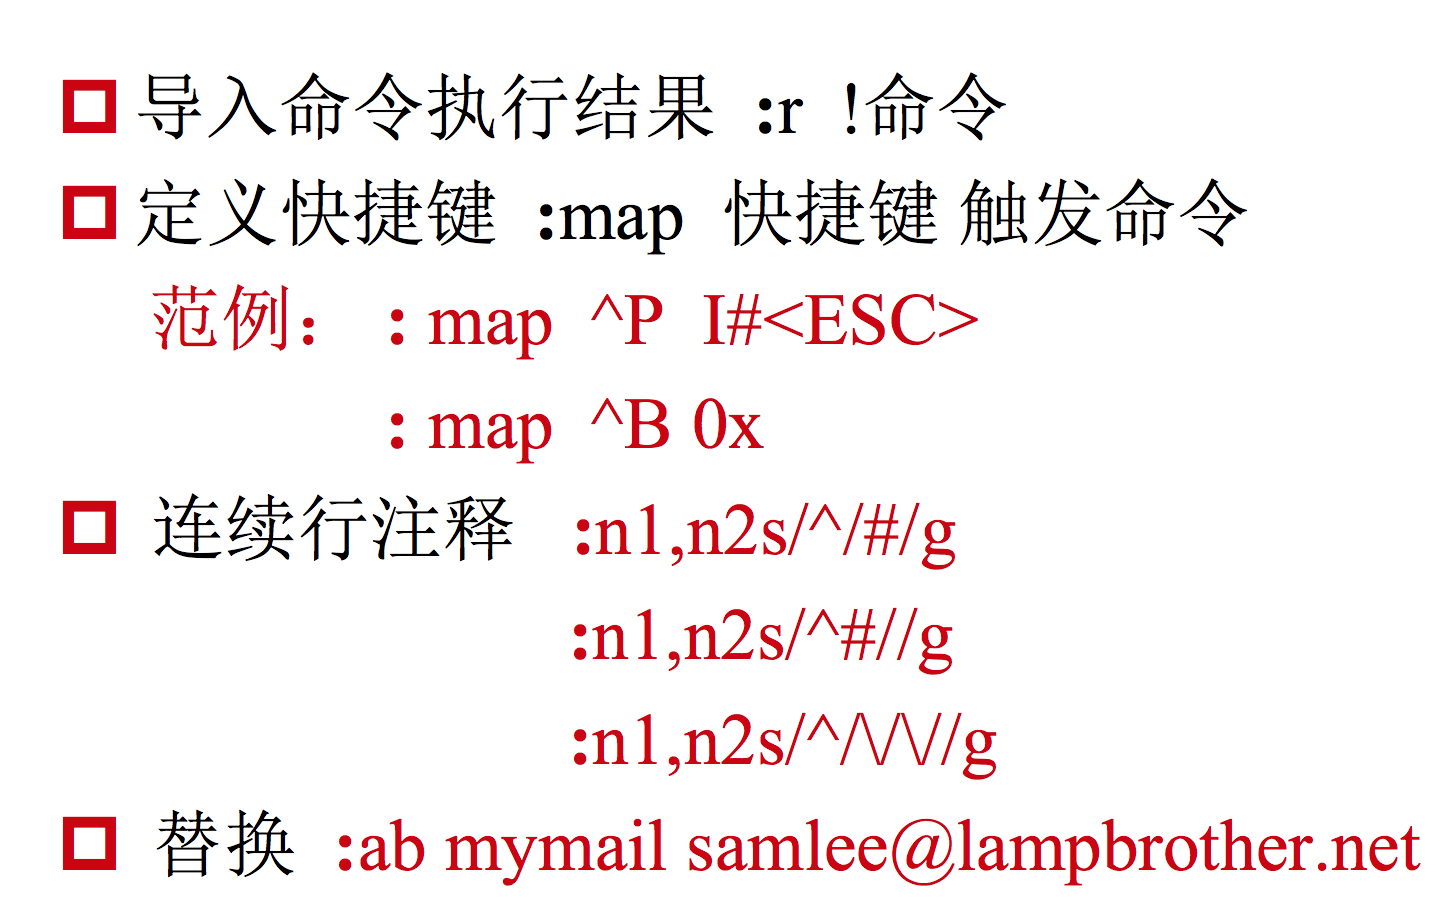 导入命令执行结果 :r !命令
定义快捷键 :map 快捷键 触发命令
范例： : map ^P I#<ESC>
: map ^B 0x
连续行注释 :n1,n2s/^/#/g
:n1,n2s/^#//g
:n1,n2s/^/\/\//g
替换 :ab mymail samlee@lampbrother.net